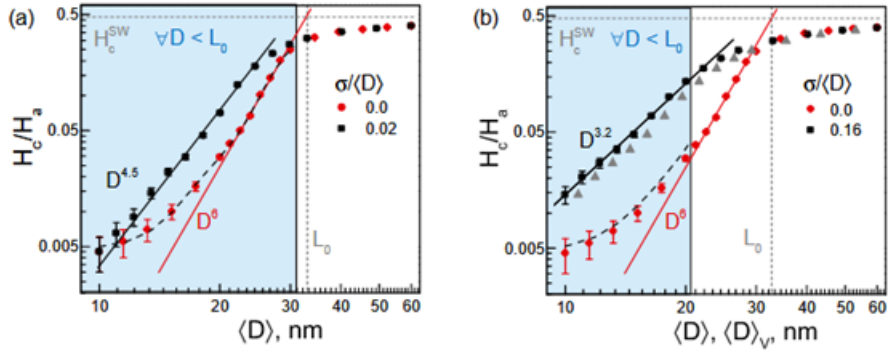 (a)
0.5
0.05
0.005
H_c/H_a
H_c^SW
∀D < L_0
σ/⟨D⟩
0.0
0.02
D^4.5
D^6
L_0
10
20
30
40
50
60
⟨D⟩, nm
(b)
0.5
0.05
0.005
H_c/H_a
H_c^SW
∀D < L_0
σ/⟨D⟩
0.0
0.16
D^3.2
D^6
L_0
10
20
30
40
50
60
⟨D⟩, ⟨D⟩_V, nm